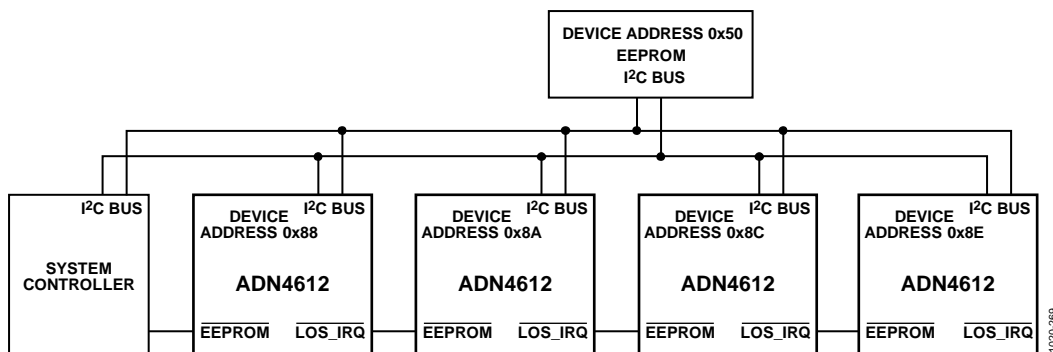 DEVICE ADDRESS 0x50
EEPROM
I²C BUS
I²C BUS
SYSTEM
CONTROLLER
I²C BUS
DEVICE
ADDRESS 0x88
ADN4612
EEPROM
LOS_IRQ
I²C BUS
DEVICE
ADDRESS 0x8A
ADN4612
EEPROM
LOS_IRQ
I²C BUS
DEVICE
ADDRESS 0x8C
ADN4612
EEPROM
LOS_IRQ
I²C BUS
DEVICE
ADDRESS 0x8E
ADN4612
EEPROM
LOS_IRQ